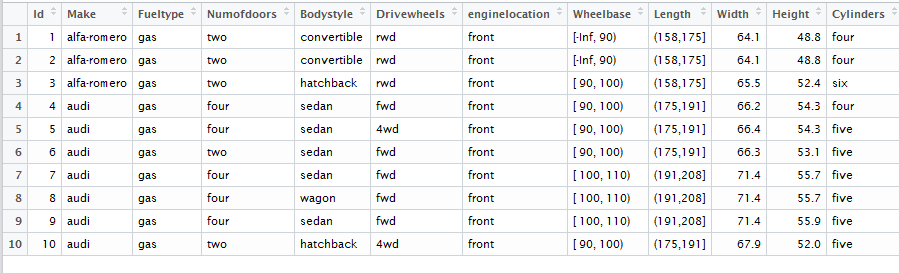 Id Make Fueltype Numofdoors Bodystyle Drivewheels enginelocation Wheelbase Length Width Height Cylinders
1 1 alfa-romero gas two convertible rwd front [-Inf, 90) (158,175] 64.1 48.8 four
2 2 alfa-romero gas two convertible rwd front [-Inf, 90) (158,175] 64.1 48.8 four
3 3 alfa-romero gas two hatchback rwd front [ 90, 100) (158,175] 65.5 52.4 six
4 4 audi gas four sedan fwd front [ 90, 100) (175,191] 66.2 54.3 four
5 5 audi gas four sedan 4wd front [ 90, 100) (175,191] 66.4 54.3 five
6 6 audi gas two sedan fwd front [ 90, 100) (175,191] 66.3 53.1 five
7 7 audi gas four sedan fwd front [ 100, 110) (191,208] 71.4 55.7 five
8 8 audi gas four wagon fwd front [ 100, 110) (191,208] 71.4 55.7 five
9 9 audi gas four sedan fwd front [ 100, 110) (191,208] 71.4 55.9 five
10 10 audi gas two hatchback 4wd front [ 90, 100) (175,191] 67.9 52.0 five